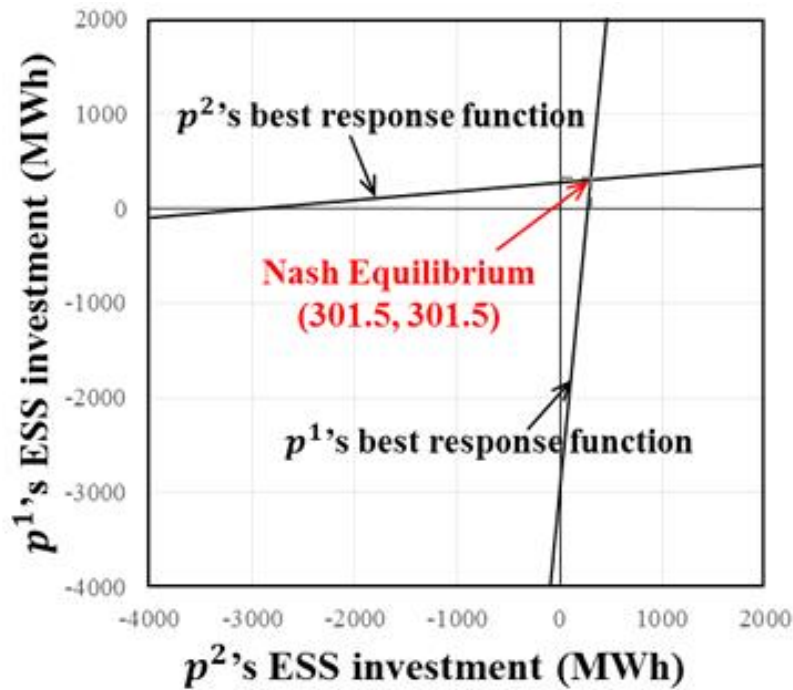 p¹'s ESS investment (MWh)
2000
1000
0
-1000
-2000
-3000
-4000
p²'s best response function
Nash Equilibrium
(301.5, 301.5)
p¹'s best response function
-4000 -3000 -2000 -1000 0 1000 2000
p²'s ESS investment (MWh)